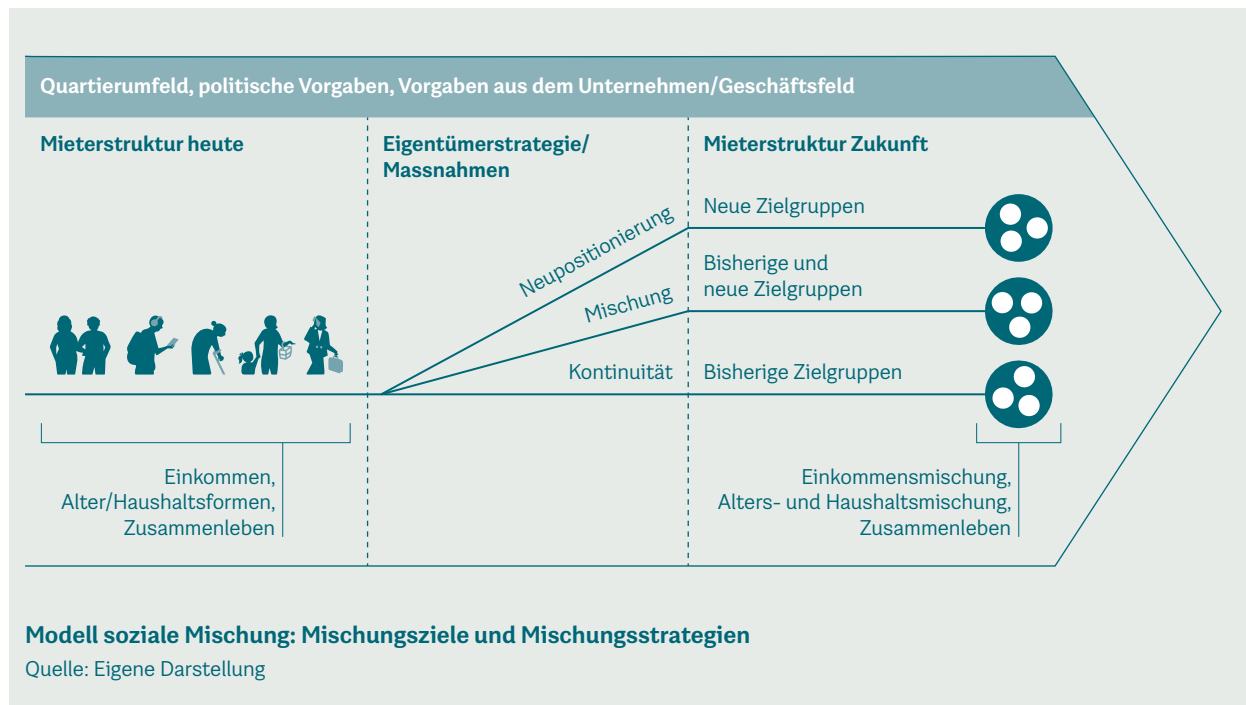 Quartierumfeld, politische Vorgaben, Vorgaben aus dem Unternehmen/Geschäftsfeld
Mieterstruktur heute
Eigentümerstrategie/
Massnahmen
Mieterstruktur Zukunft
Neupositionierung
Neue Zielgruppen
Mischung
Bisherige und
neue Zielgruppen
Kontinuität
Bisherige Zielgruppen
Einkommen,
Alter/Haushaltsformen,
Zusammenleben
Einkommensmischung,
Alters- und Haushaltsmischung,
Zusammenleben
Modell soziale Mischung: Mischungsziele und Mischungsstrategien
Quelle: Eigene Darstellung